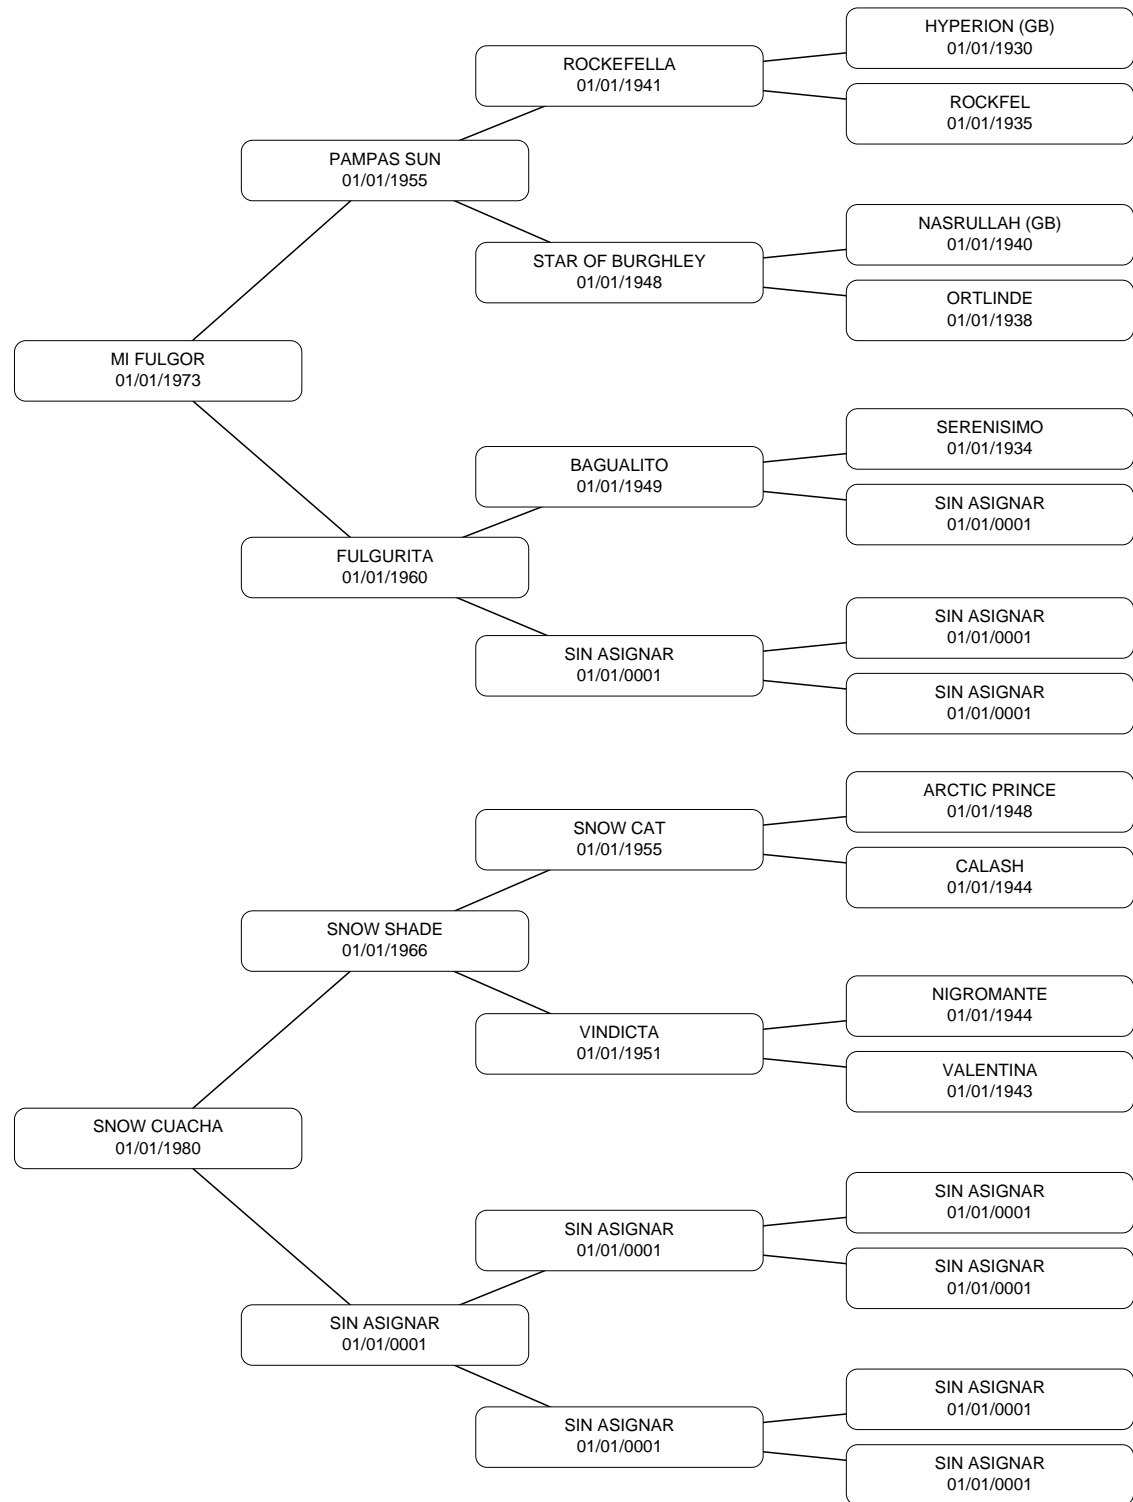 HYPERION (GB)
01/01/1930
ROCKEFELLA
01/01/1941
ROCKFEL
01/01/1935
PAMPAS SUN
01/01/1955
NASRULLAH (GB)
01/01/1940
STAR OF BURGHLEY
01/01/1948
ORTLINDE
01/01/1938
MI FULGOR
01/01/1973
SERENISIMO
01/01/1934
BAGUALITO
01/01/1949
SIN ASIGNAR
01/01/0001
FULGURITA
01/01/1960
SIN ASIGNAR
01/01/0001
SIN ASIGNAR
01/01/0001
SIN ASIGNAR
01/01/0001
ARCTIC PRINCE
01/01/1948
SNOW CAT
01/01/1955
CALASH
01/01/1944
SNOW SHADE
01/01/1966
NIGROMANTE
01/01/1944
VINDICTA
01/01/1951
VALENTINA
01/01/1943
SNOW CUACHA
01/01/1980
SIN ASIGNAR
01/01/0001
SIN ASIGNAR
01/01/0001
SIN ASIGNAR
01/01/0001
SIN ASIGNAR
01/01/0001
SIN ASIGNAR
01/01/0001
SIN ASIGNAR
01/01/0001
SIN ASIGNAR
01/01/0001